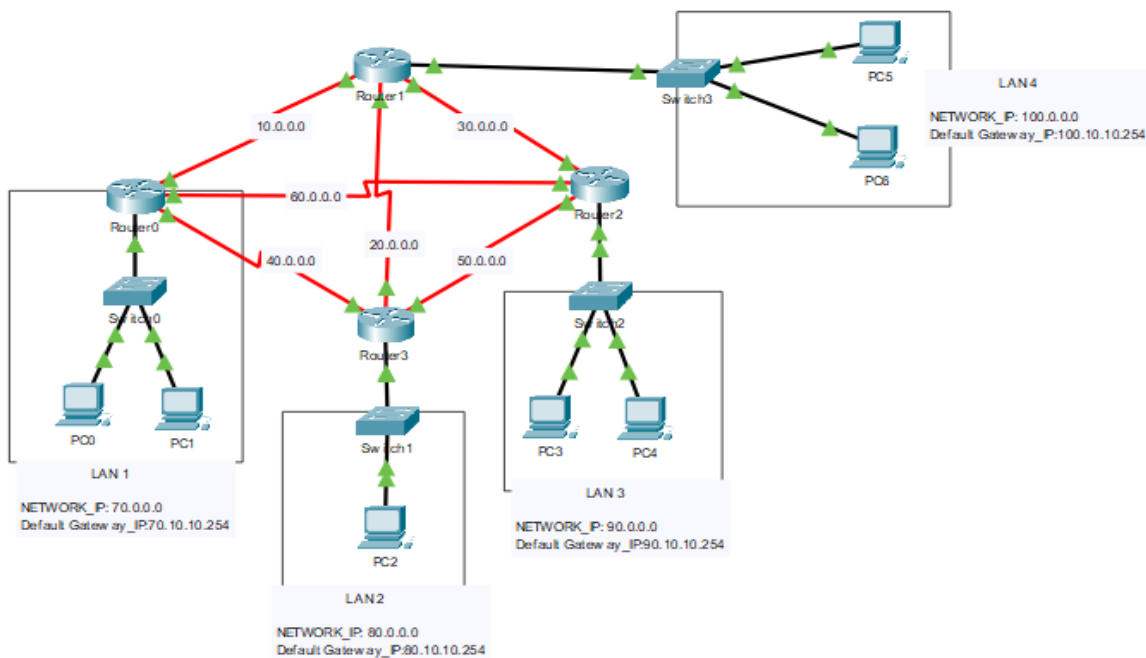 Router1
Switch3
PC5
PC6
LAN 4
NETWORK_IP: 100.0.0.0
Default Gateway_IP:100.10.10.254
10.0.0.0
30.0.0.0
60.0.0.0
Router0
Router2
20.0.0.0
40.0.0.0
50.0.0.0
Switch0
Switch2
Router3
PC0
PC1
Switch1
PC3
PC4
PC2
LAN 1
NETWORK_IP: 70.0.0.0
Default Gateway_IP:70.10.10.254
LAN 3
NETWORK_IP: 90.0.0.0
Default Gateway_IP:90.10.10.254
LAN2
NETWORK_IP: 80.0.0.0
Default Gateway_IP:80.10.10.254